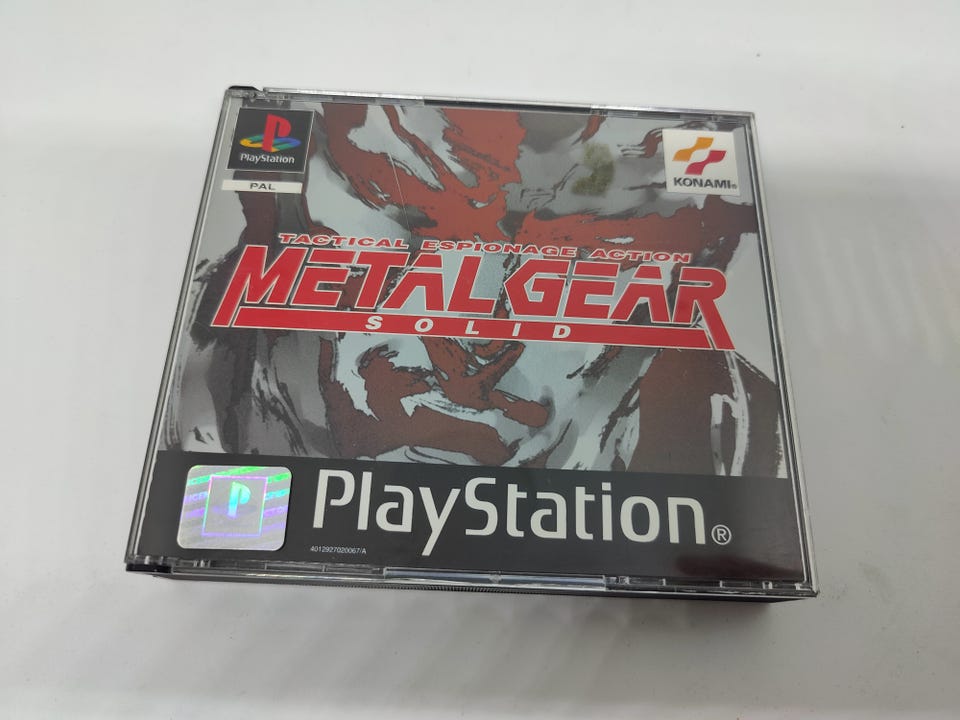 PlayStation
PAL
KONAMI®
TACTICAL ESPIONAGE ACTION
METAL GEAR
SOLID
PlayStation®
4012927020067/A